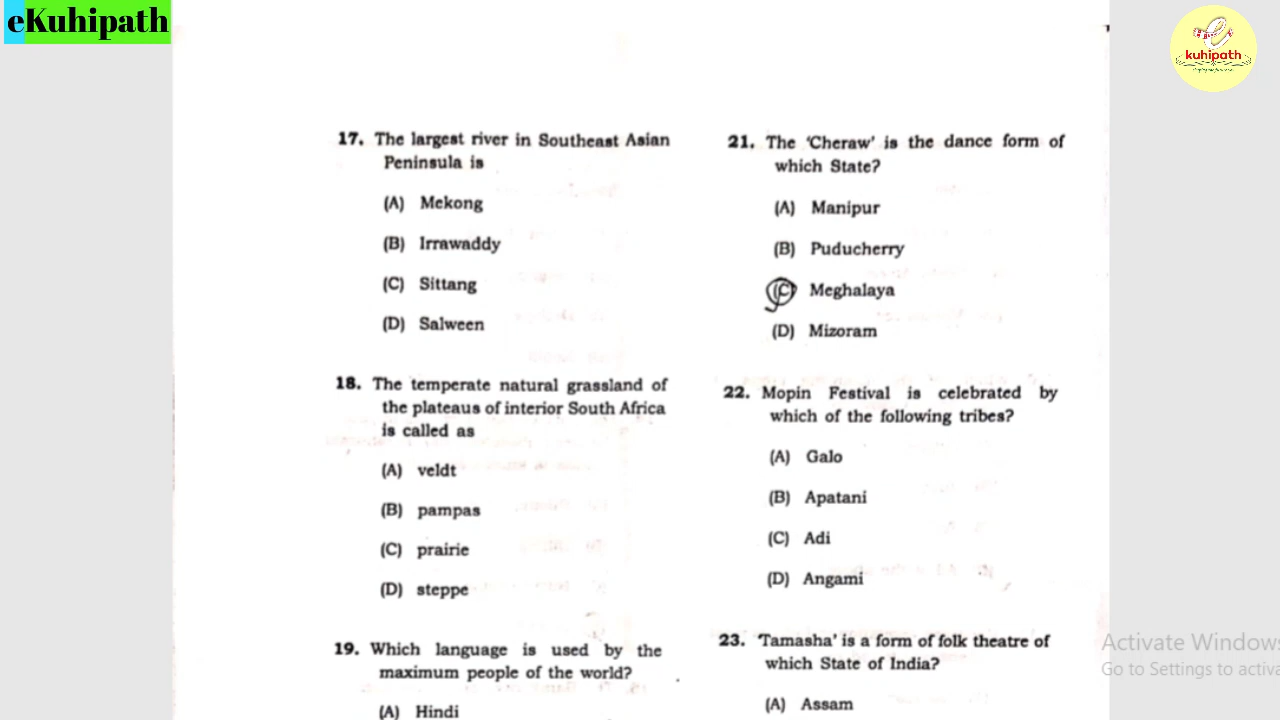 eKuhipath
kuhipath
17. The largest river in Southeast Asian
Peninsula is
(A) Mekong
(B) Irrawaddy
(C) Sittang
(D) Salween
18. The temperate natural grassland of
the plateaus of interior South Africa
is called as
(A) veldt
(B) pampas
(C) prairie
(D) steppe
19. Which language is used by the
maximum people of the world?
(A) Hindi
21. The ‘Cheraw’ is the dance form of
which State?
(A) Manipur
(B) Puducherry
(C) Meghalaya
(D) Mizoram
22. Mopin Festival is celebrated by
which of the following tribes?
(A) Galo
(B) Apatani
(C) Adi
(D) Angami
23. ‘Tamasha’ is a form of folk theatre of
which State of India?
(A) Assam
Activate Windows
Go to Settings to activa